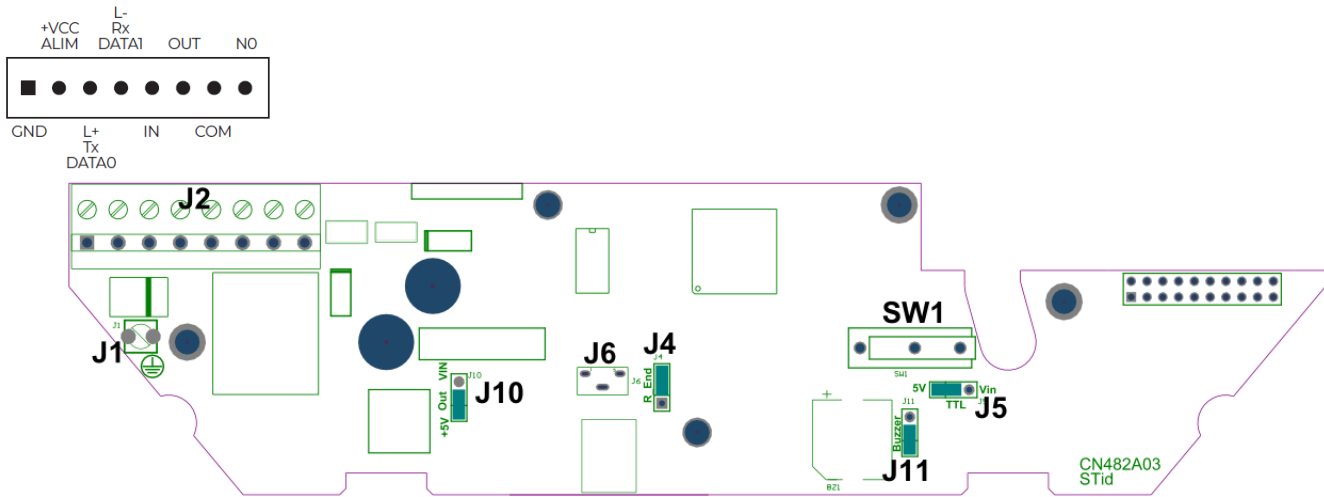 L-
+VCC Rx
ALIM DATA1 OUT N0
GND L+ IN COM
Tx
DATA0
J2
J1
J1
SW1
J4
J4
J6
J6
SW1
VIN J10
J10
Out
+5V
R End
5V Vin
TTL J5
J11
Buzzer
J11
BZ1
CN482A03
STid